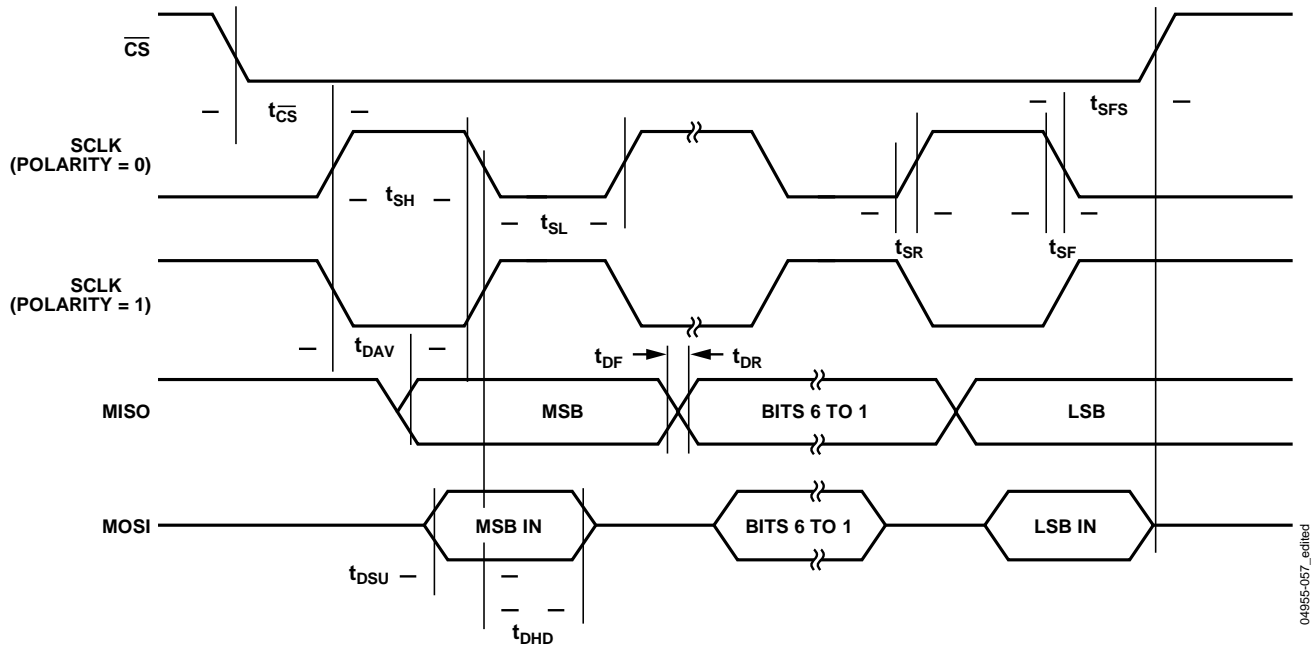 CS
tCS
tSFS
SCLK
(POLARITY = 0)
tSH
tSL
tSR
tSF
SCLK
(POLARITY = 1)
tDAV
tDF
tDR
MISO
MSB
BITS 6 TO 1
LSB
MOSI
MSB IN
BITS 6 TO 1
LSB IN
tDSU
tDHD
04955-057_edited